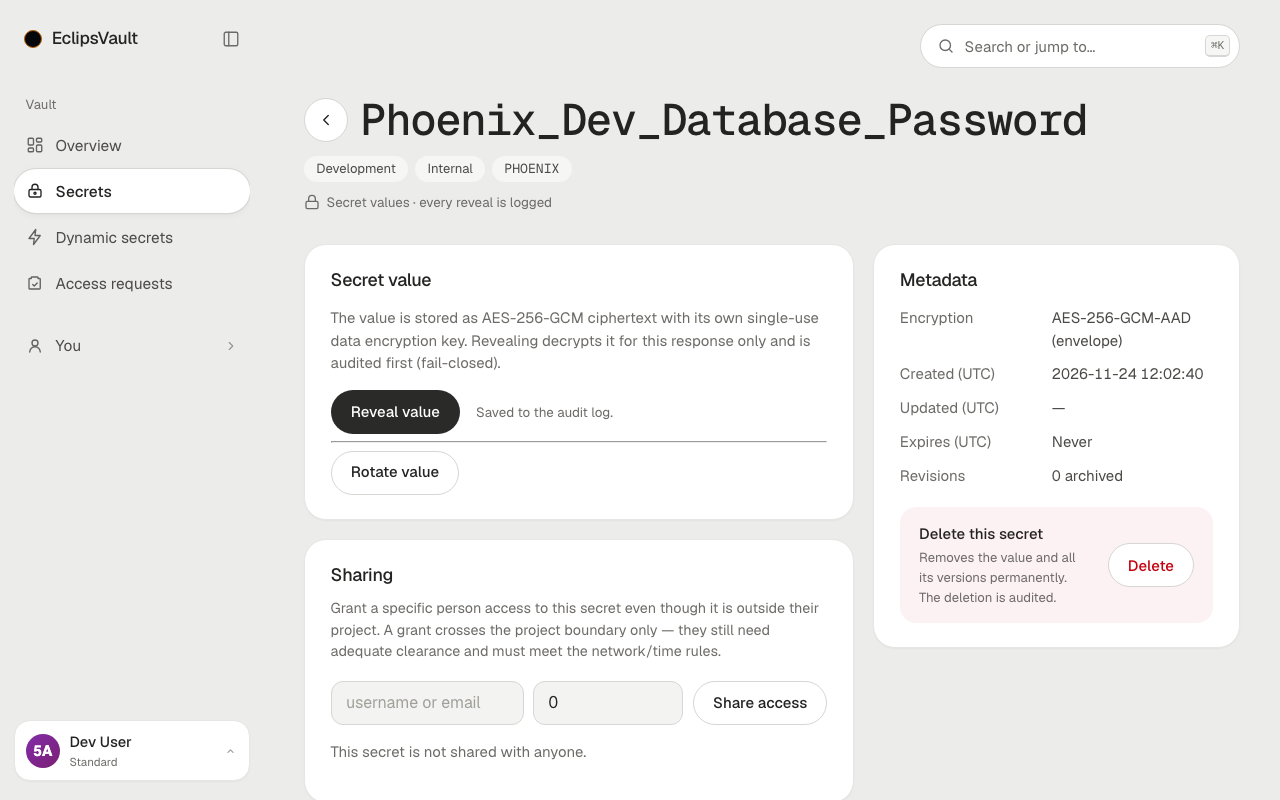 EclipsVault
Search or jump to...
⌘K
Vault
Overview
Secrets
Dynamic secrets
Access requests
You
Phoenix_Dev_Database_Password
Development
Internal
PHOENIX
Secret values · every reveal is logged
Secret value
The value is stored as AES-256-GCM ciphertext with its own single-use
data encryption key. Revealing decrypts it for this response only and is
audited first (fail-closed).
Reveal value
Saved to the audit log.
Rotate value
Sharing
Grant a specific person access to this secret even though it is outside their
project. A grant crosses the project boundary only — they still need
adequate clearance and must meet the network/time rules.
username or email
0
Share access
This secret is not shared with anyone.
Metadata
Encryption AES-256-GCM-AAD
(envelope)
Created (UTC) 2026-11-24 12:02:40
Updated (UTC) —
Expires (UTC) Never
Revisions 0 archived
Delete this secret
Removes the value and all
its versions permanently.
The deletion is audited.
Delete
5A
Dev User
Standard